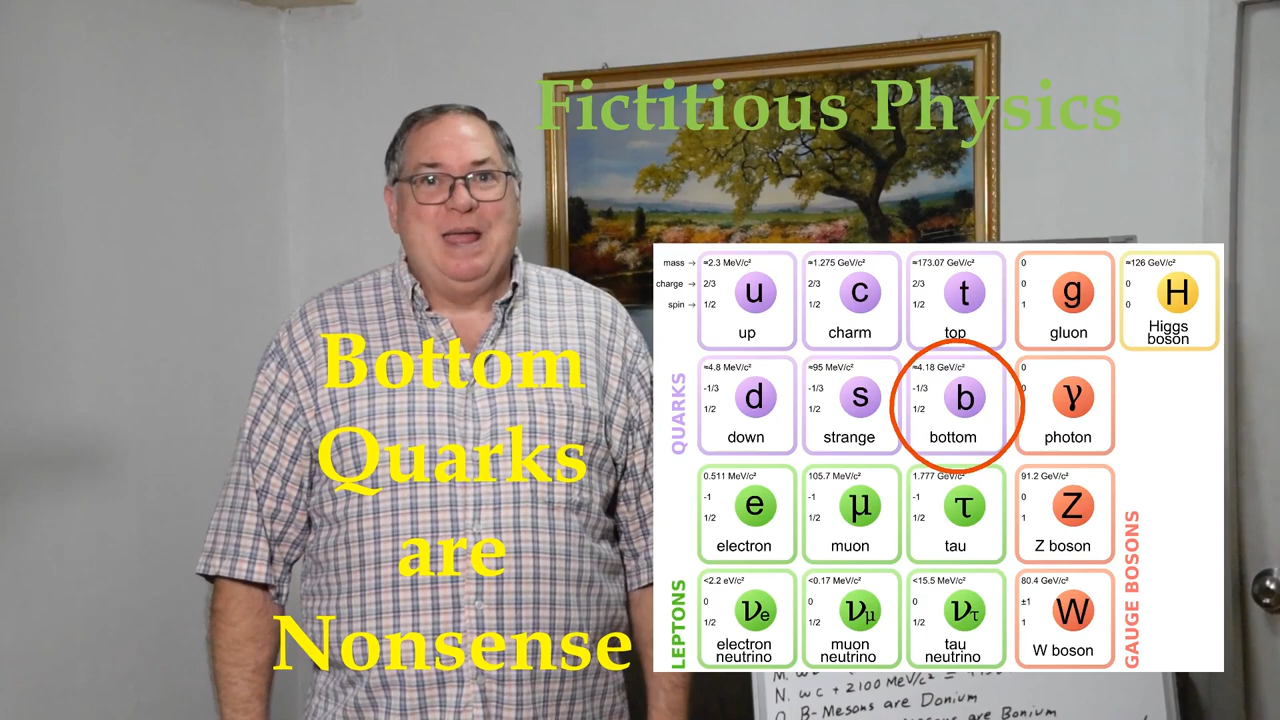 Fictitious Physics
Bottom
Quarks
are
Nonsense
mass → ≈2.3 MeV/c² ≈1.275 GeV/c² ≈173.07 GeV/c² 0 ≈126 GeV/c²
charge → 2/3 2/3 2/3 0 0
spin → 1/2 1/2 1/2 1 0
u c t g H
up charm top gluon Higgs boson
QUARKS
≈4.8 MeV/c² ≈95 MeV/c² ≈4.18 GeV/c² 0
-1/3 -1/3 -1/3
1/2 1/2 1/2
d s b γ
down strange bottom photon
0.511 MeV/c² 105.7 MeV/c² 1.777 GeV/c² 91.2 GeV/c²
-1 -1 -1 0
1/2 1/2 1/2 1
e μ τ Z
electron muon tau Z boson
LEPTONS
<2.2 eV/c² <0.17 MeV/c² <15.5 MeV/c² 80.4 GeV/c²
0 0 0 ±1
1/2 1/2 1/2 1
νe νμ ντ W
electron neutrino muon neutrino tau neutrino W boson
GAUGE BOSONS
N. ωC + 2100 MeV/c² =
B-Mesons are Donium
are Bonium